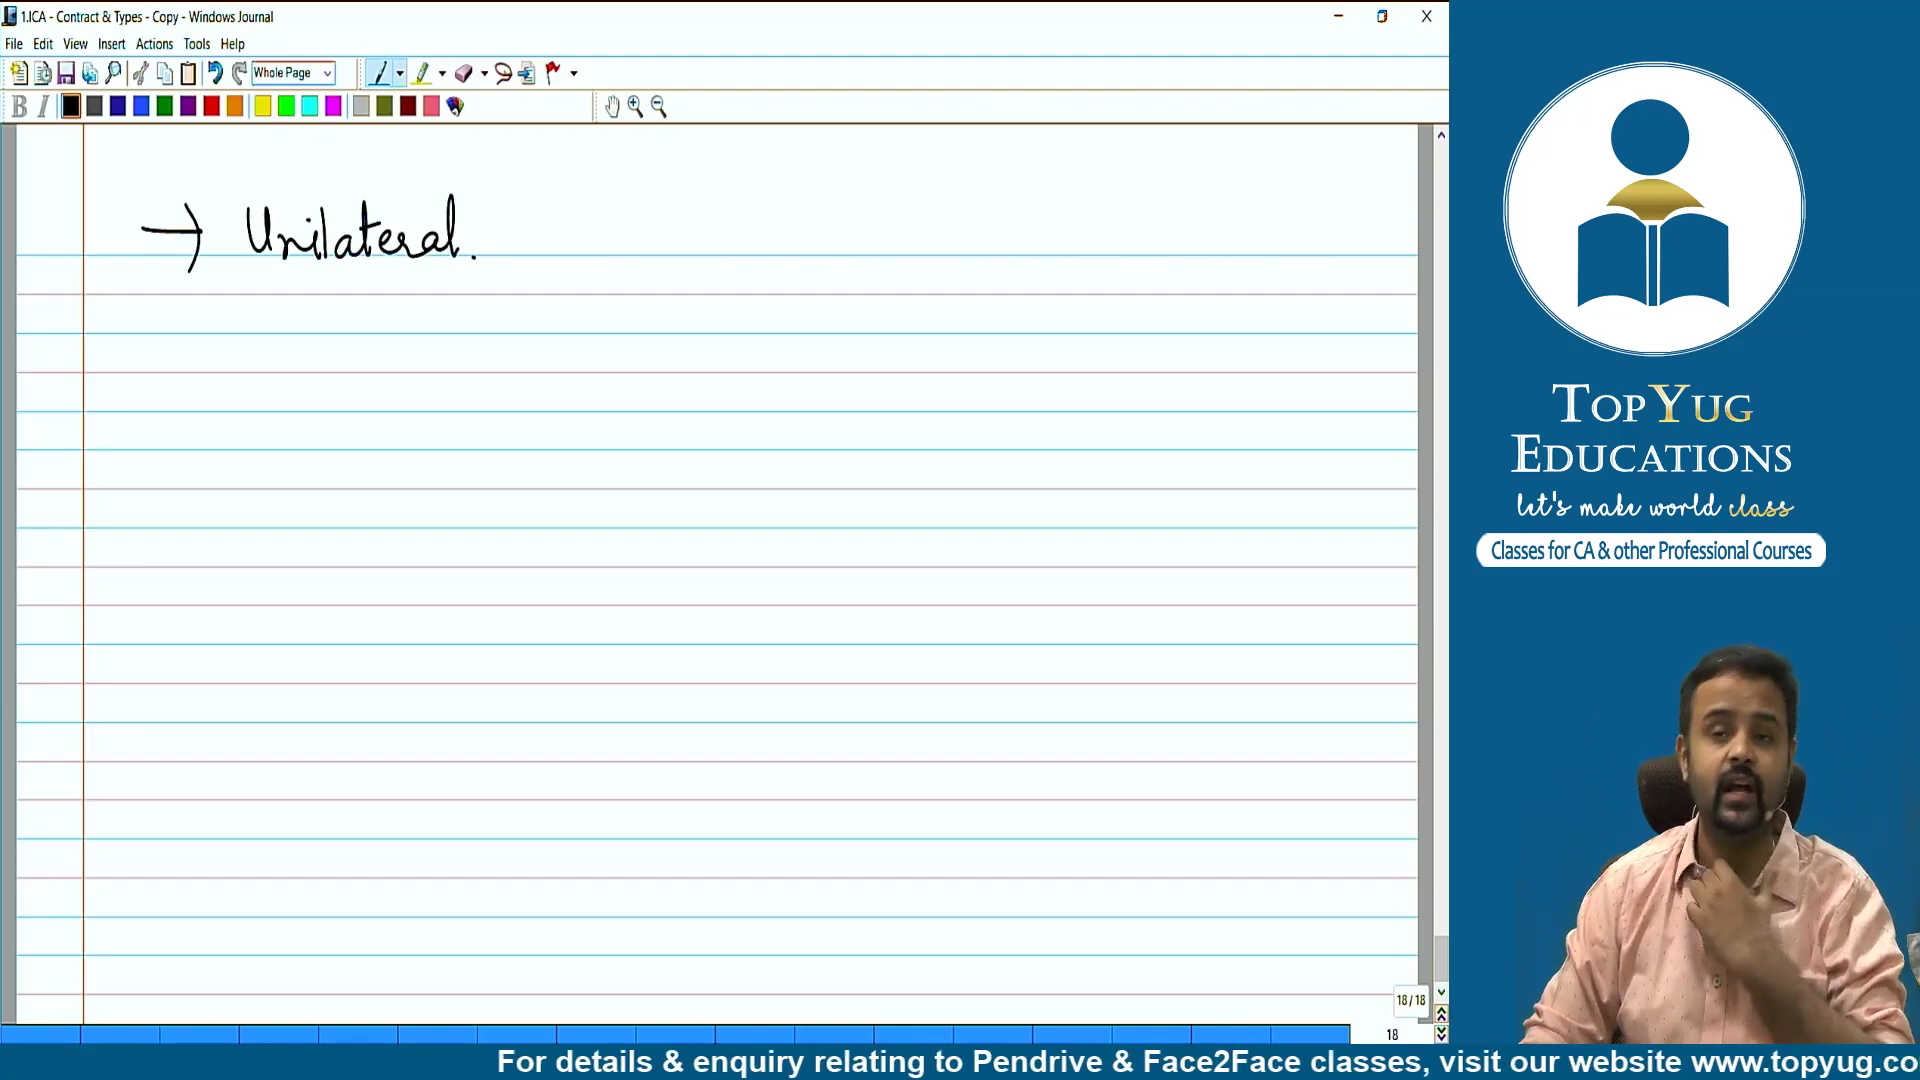 1.ICA - Contract & Types - Copy - Windows Journal
File Edit View Insert Actions Tools Help
Whole Page
B I
→ Unilateral.
18 / 18
18
TOPYUG
EDUCATIONS
let's make world class
Classes for CA & other Professional Courses
For details & enquiry relating to Pendrive & Face2Face classes, visit our website www.topyug.co